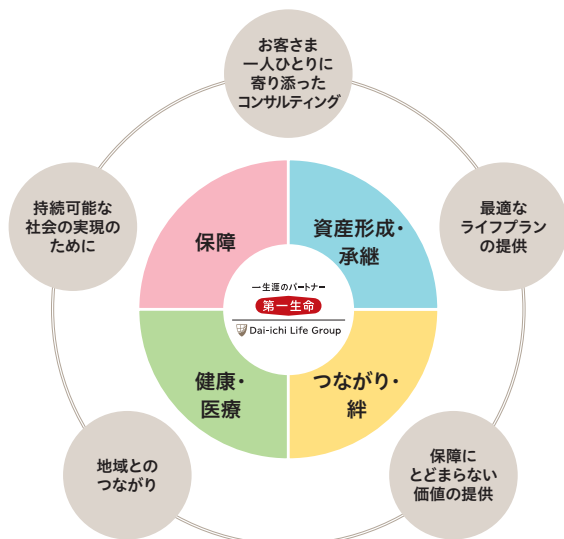 お客さま
一人ひとりに
寄り添った
コンサルティング
持続可能な
社会の実現の
ために
最適な
ライフプラン
の提供
保障
資産形成・
承継
一生涯のパートナー
第一生命
Dai-ichi Life Group
健康・
医療
つながり・
絆
地域との
つながり
保障に
とどまらない
価値の提供